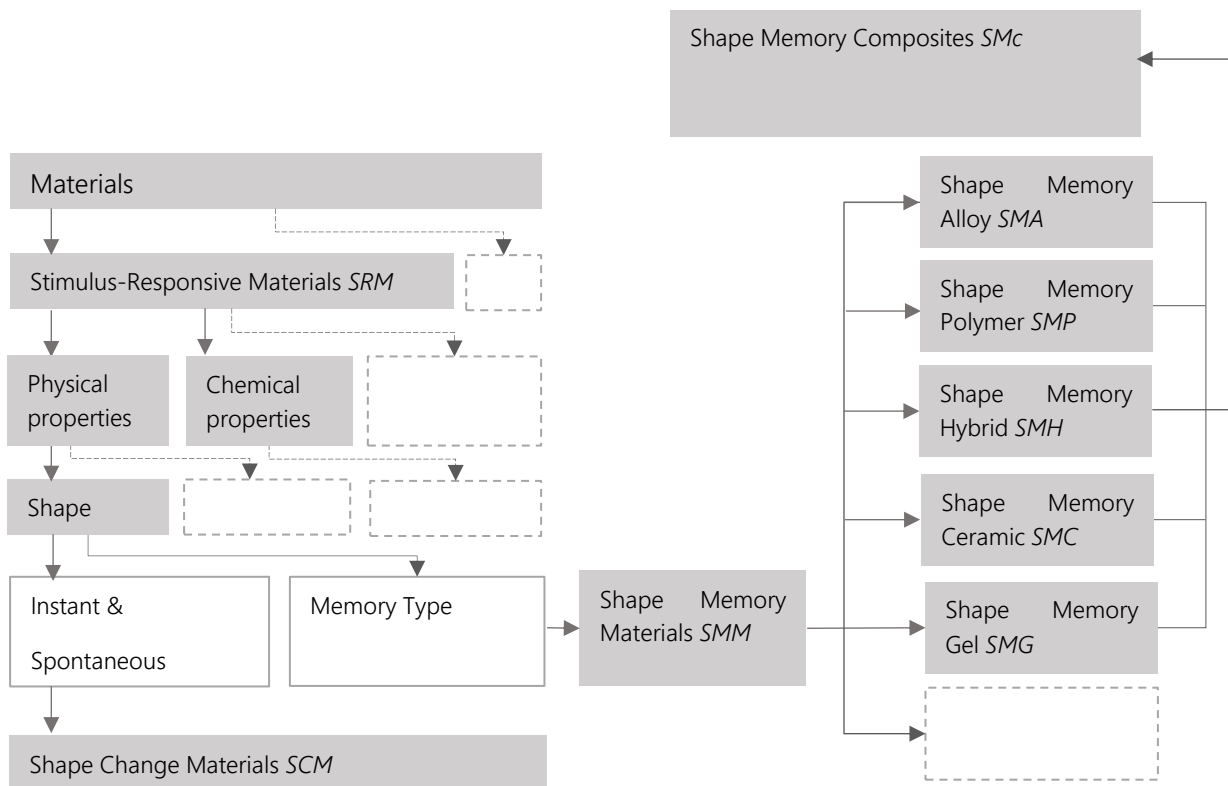 Shape Memory Composites SMc
Materials
Stimulus-Responsive Materials SRM
Physical
properties
Chemical
properties
Shape
Instant &
Spontaneous
Memory Type
Shape Change Materials SCM
Shape Memory
Materials SMM
Shape Memory
Alloy SMA
Shape Memory
Polymer SMP
Shape Memory
Hybrid SMH
Shape Memory
Ceramic SMC
Shape Memory
Gel SMG